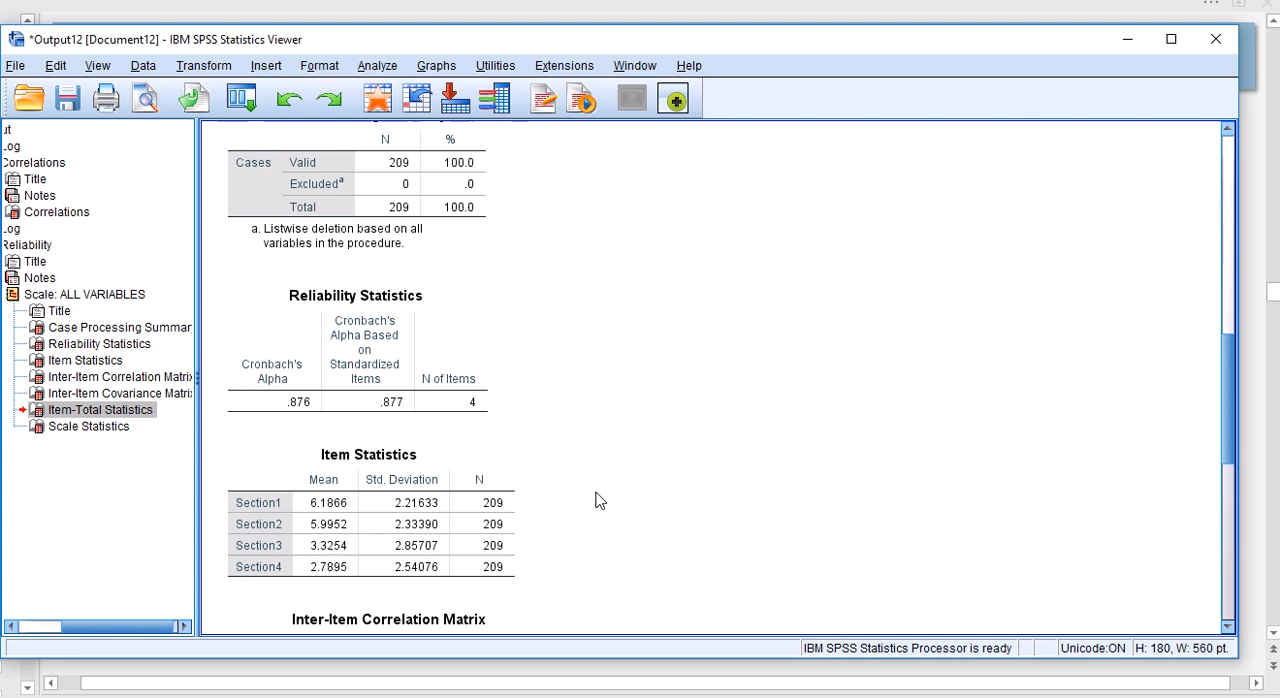 *Output12 [Document12] - IBM SPSS Statistics Viewer
File Edit View Data Transform Insert Format Analyze Graphs Utilities Extensions Window Help
ut
Log
Correlations
Title
Notes
Correlations
Log
Reliability
Title
Notes
Scale: ALL VARIABLES
Title
Case Processing Summar
Reliability Statistics
Item Statistics
Inter-Item Correlation Matri
Inter-Item Covariance Matri
Item-Total Statistics
Scale Statistics
N %
Cases Valid 209 100.0
Excludedᵃ 0 .0
Total 209 100.0
a. Listwise deletion based on all
variables in the procedure.
Reliability Statistics
Cronbach's
Alpha
Cronbach's
Alpha Based
on
Standardized
Items
N of Items
.876 .877 4
Item Statistics
Mean Std. Deviation N
Section1 6.1866 2.21633 209
Section2 5.9952 2.33390 209
Section3 3.3254 2.85707 209
Section4 2.7895 2.54076 209
Inter-Item Correlation Matrix
IBM SPSS Statistics Processor is ready Unicode:ON H: 180, W: 560 pt.